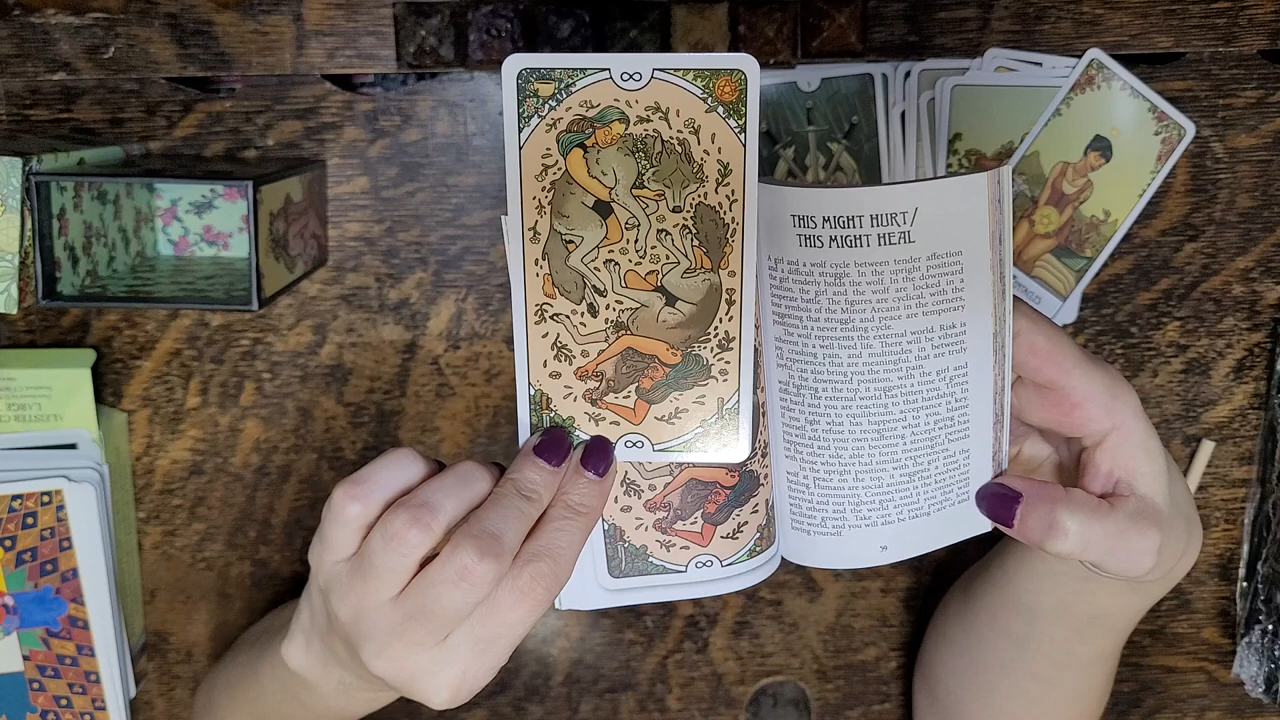 THIS MIGHT HURT/
THIS MIGHT HEAL
A girl and a wolf cycle between tender affection
and a difficult struggle. In the upright position,
the girl tenderly holds the wolf. In the downward
position, the girl and the wolf are locked in a
desperate battle. The figures are cyclical, with the
four symbols of the Minor Arcana in the corners,
suggesting that struggle and peace are temporary
positions in a never ending cycle.
The wolf represents the external world. Risk is
inherent in a well-lived life. There will be vibrant
joy, crushing pain, and multitudes in between.
All experiences that are meaningful, that are truly
joyful, can also bring you the most pain.
In the downward position, with the girl and
wolf fighting at the top, it suggests a time of great
difficulty. The external world has bitten you. Times
are hard and you are reacting to that hardship. In
order to return to equilibrium, acceptance is key.
If you fight what has happened to you, blame
yourself, or refuse to recognize what is going on,
you will add to your own suffering. Accept what has
happened and you can become a stronger person
on the other side, able to form meaningful bonds
with those who have had similar experiences.
In the upright position, with the girl and the
wolf at peace on the top, it suggests a time of
healing. Humans are social animals that evolved to
thrive in community. Connection is the key to our
survival and our highest goal, and it is connection
with others and the world around you that will
facilitate growth. Take care of your people, love
your world, and you will also be taking care of and
loving yourself.
59
LARGE